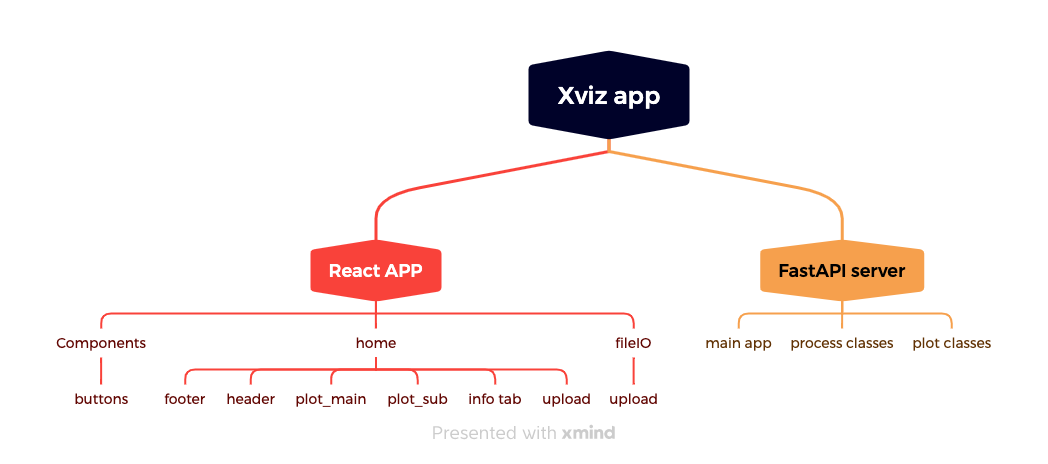 Xviz app
React APP
FastAPI server
Components
home
fileIO
main app
process classes
plot classes
buttons
footer
header
plot_main
plot_sub
info tab
upload
upload
Presented with xmind